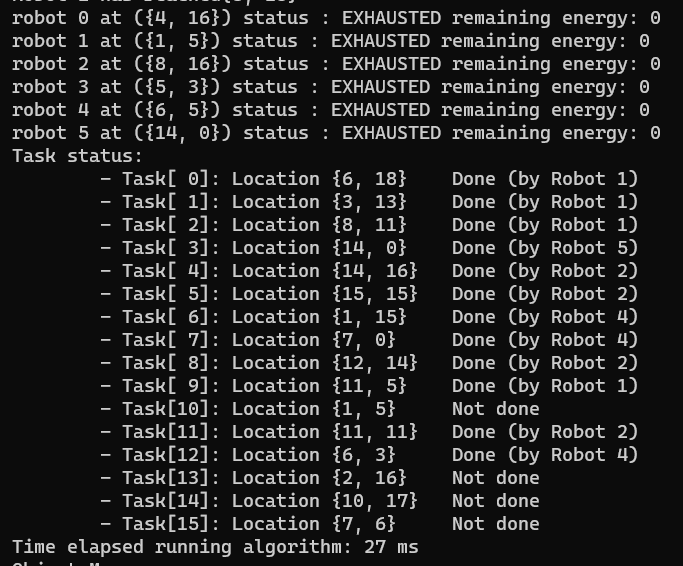 robot 0 at ({4, 16}) status : EXHAUSTED remaining energy: 0
robot 1 at ({1, 5}) status : EXHAUSTED remaining energy: 0
robot 2 at ({8, 16}) status : EXHAUSTED remaining energy: 0
robot 3 at ({5, 3}) status : EXHAUSTED remaining energy: 0
robot 4 at ({6, 5}) status : EXHAUSTED remaining energy: 0
robot 5 at ({14, 0}) status : EXHAUSTED remaining energy: 0
Task status:
- Task[ 0]: Location {6, 18} Done (by Robot 1)
- Task[ 1]: Location {3, 13} Done (by Robot 1)
- Task[ 2]: Location {8, 11} Done (by Robot 1)
- Task[ 3]: Location {14, 0} Done (by Robot 5)
- Task[ 4]: Location {14, 16} Done (by Robot 2)
- Task[ 5]: Location {15, 15} Done (by Robot 2)
- Task[ 6]: Location {1, 15} Done (by Robot 4)
- Task[ 7]: Location {7, 0} Done (by Robot 4)
- Task[ 8]: Location {12, 14} Done (by Robot 2)
- Task[ 9]: Location {11, 5} Done (by Robot 1)
- Task[10]: Location {1, 5} Not done
- Task[11]: Location {11, 11} Done (by Robot 2)
- Task[12]: Location {6, 3} Done (by Robot 4)
- Task[13]: Location {2, 16} Not done
- Task[14]: Location {10, 17} Not done
- Task[15]: Location {7, 6} Not done
Time elapsed running algorithm: 27 ms